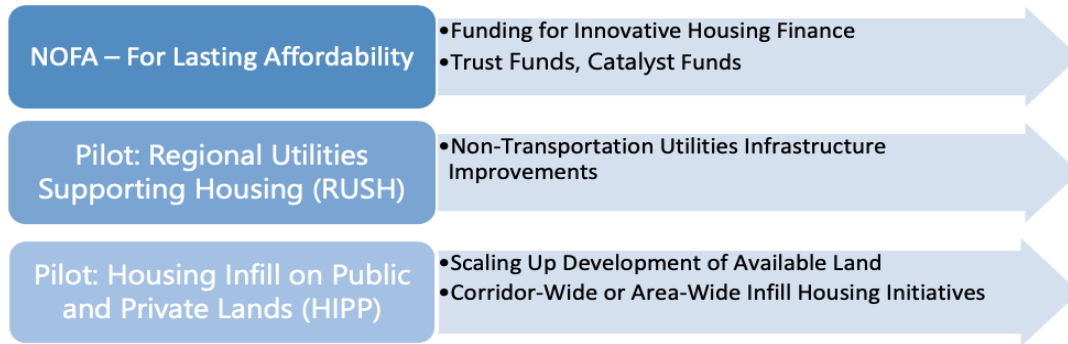 NOFA – For Lasting Affordability
•Funding for Innovative Housing Finance
•Trust Funds, Catalyst Funds
Pilot: Regional Utilities
Supporting Housing (RUSH)
•Non-Transportation Utilities Infrastructure
Improvements
Pilot: Housing Infill on Public
and Private Lands (HIPP)
•Scaling Up Development of Available Land
•Corridor-Wide or Area-Wide Infill Housing Initiatives